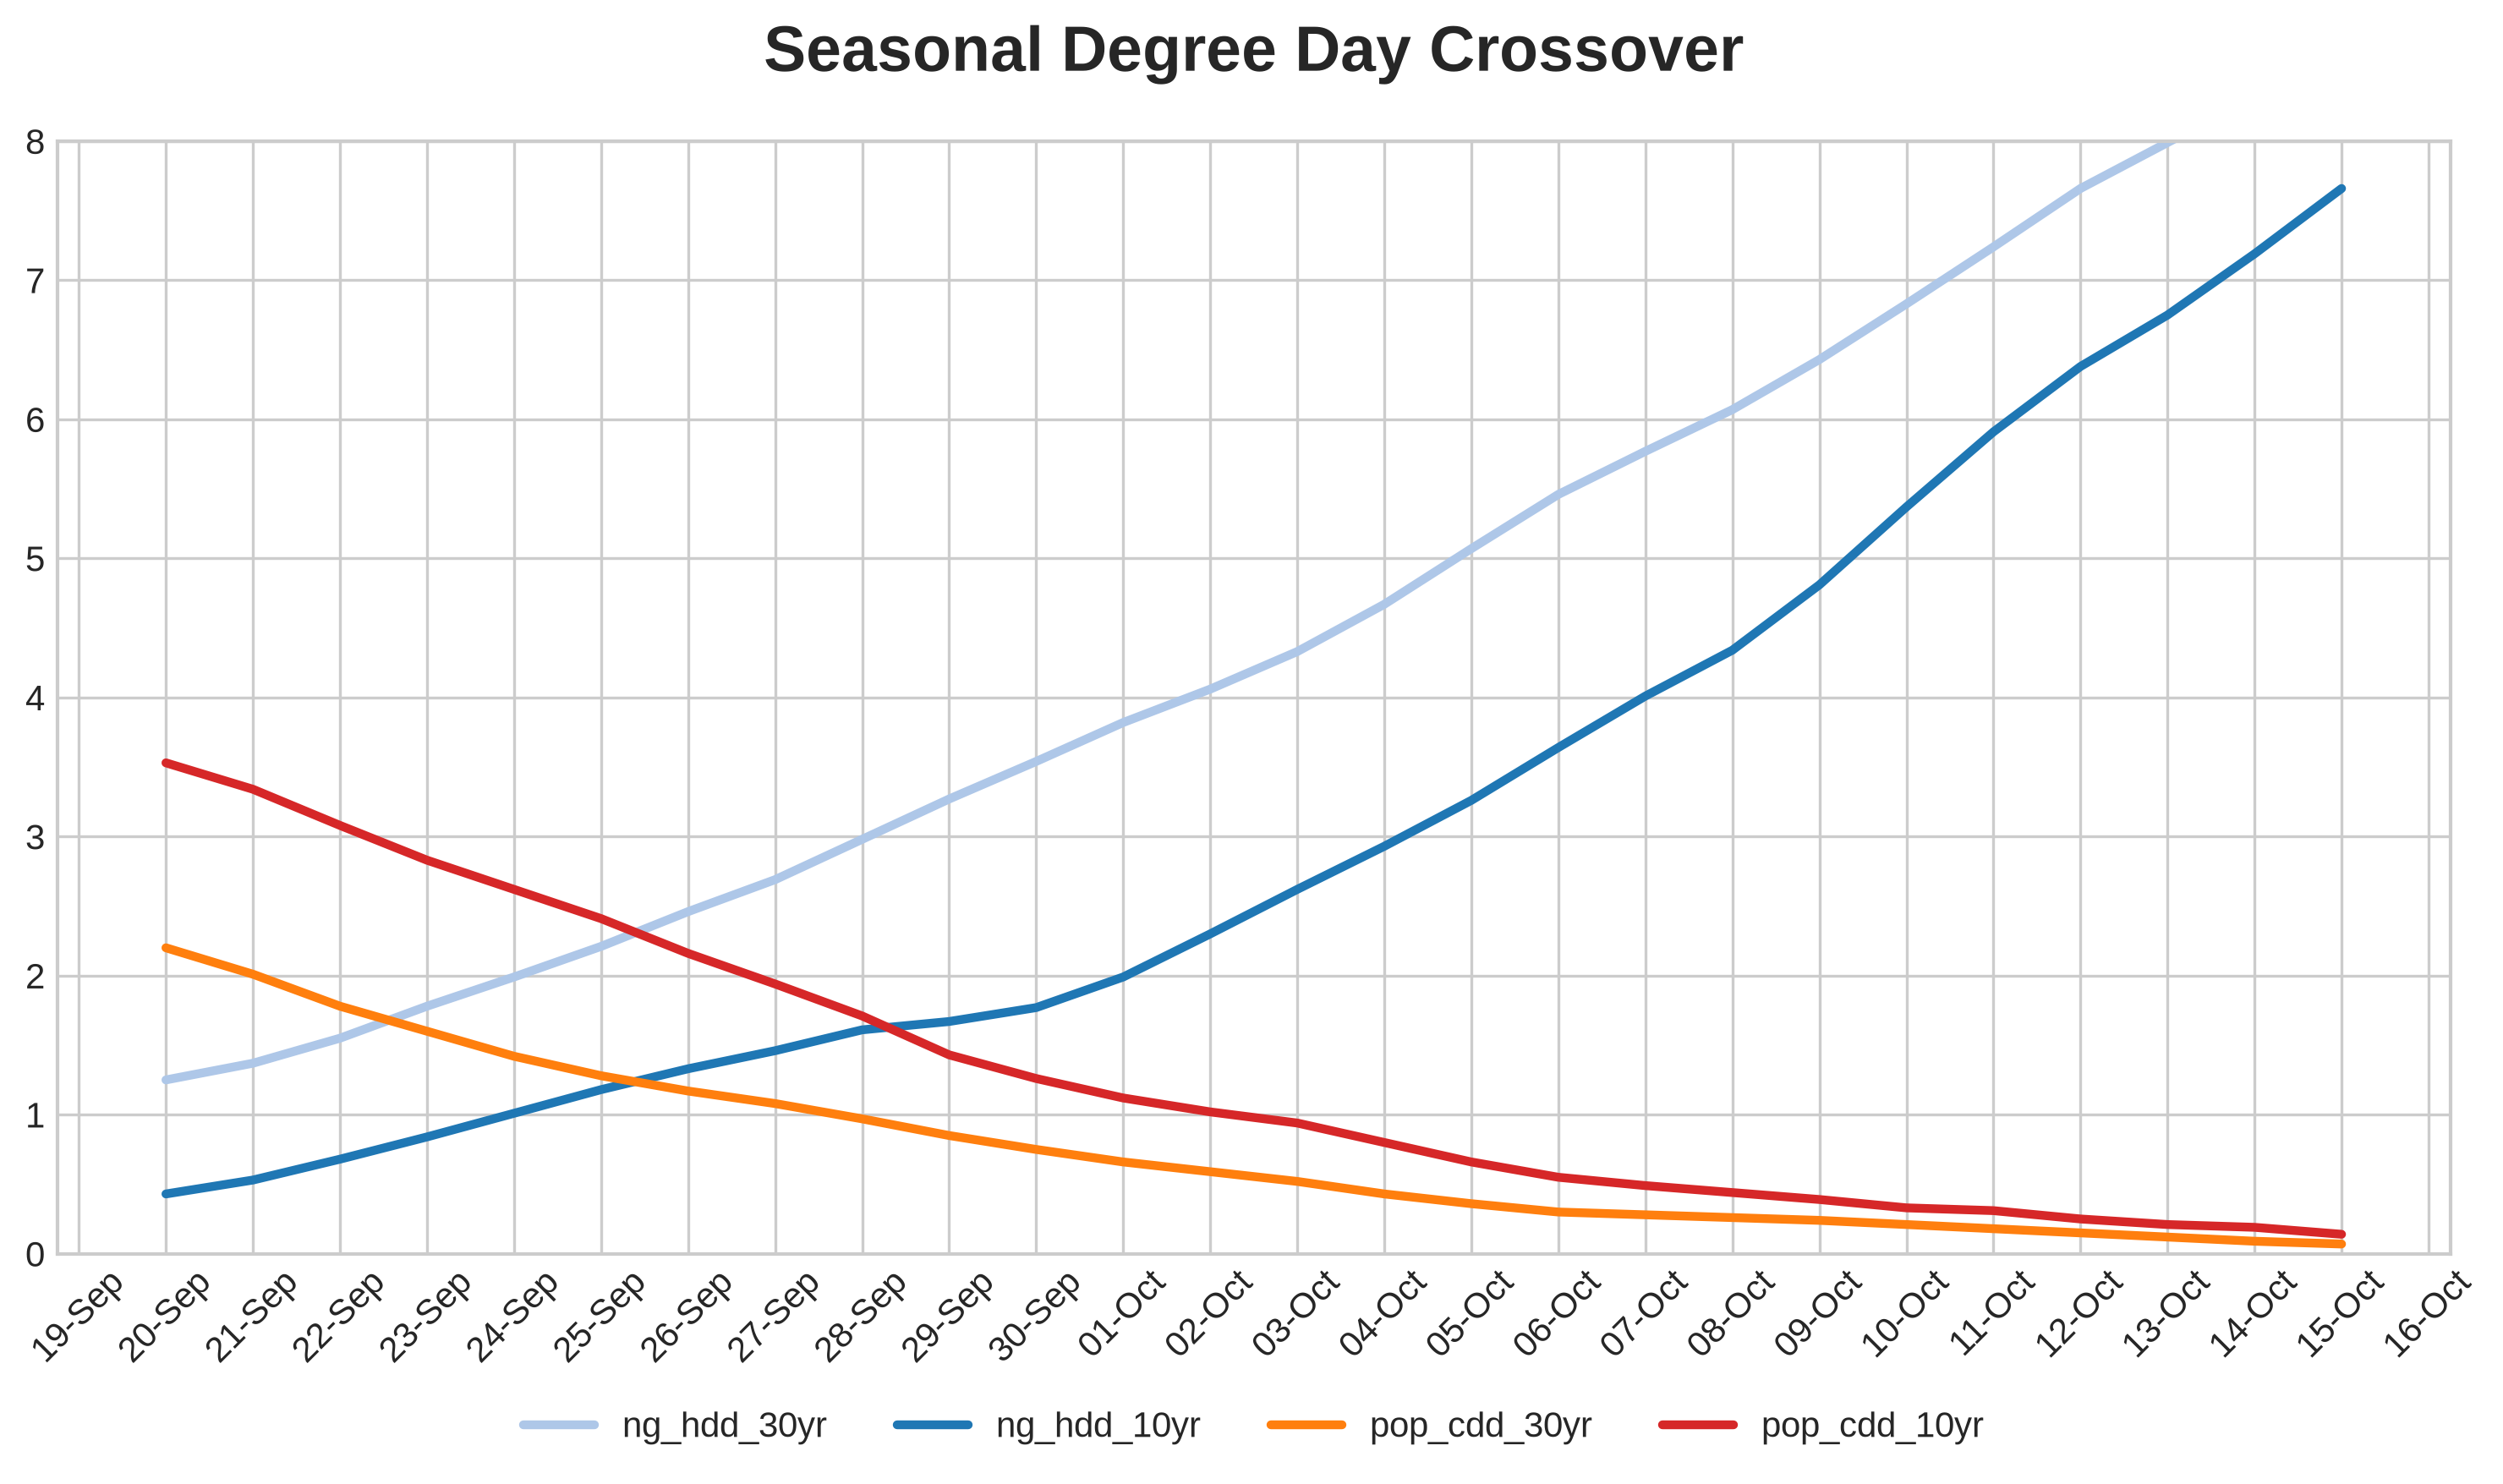 Seasonal Degree Day Crossover
8
7
6
5
4
3
2
1
0
19-Sep
20-Sep
21-Sep
22-Sep
23-Sep
24-Sep
25-Sep
26-Sep
27-Sep
28-Sep
29-Sep
30-Sep
01-Oct
02-Oct
03-Oct
04-Oct
05-Oct
06-Oct
07-Oct
08-Oct
09-Oct
10-Oct
11-Oct
12-Oct
13-Oct
14-Oct
15-Oct
16-Oct
ng_hdd_30yr ng_hdd_10yr pop_cdd_30yr pop_cdd_10yr